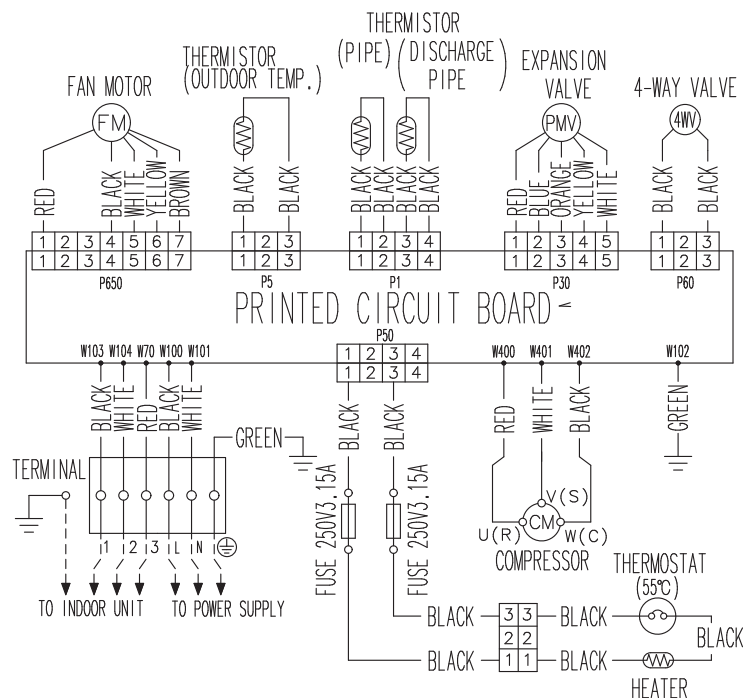 THERMISTOR
(PIPE) (DISCHARGE PIPE)
THERMISTOR
(OUTDOOR TEMP.)
EXPANSION
VALVE
4-WAY VALVE
FAN MOTOR
FM
PMV
4WV
RED
BLACK
WHITE
YELLOW
BROWN
BLACK
BLACK
BLACK
BLACK
BLACK
BLACK
RED
BLUE
ORANGE
YELLOW
WHITE
BLACK
BLACK
1 2 3 4 5 6 7
1 2 3 4 5 6 7
P650
1 2 3
1 2 3
P5
1 2 3 4
1 2 3 4
P1
1 2 3 4 5
1 2 3 4 5
P30
1 2 3
1 2 3
P60
PRINTED CIRCUIT BOARD
P50
1 2 3 4
1 2 3 4
W103 W104 W70 W100 W101
W400 W401 W402 W102
BLACK
WHITE
RED
BLACK
WHITE
GREEN
BLACK
BLACK
RED
WHITE
BLACK
GREEN
TERMINAL
1 2 3 L N
TO INDOOR UNIT
TO POWER SUPPLY
FUSE 250V3.15A
FUSE 250V3.15A
V(S)
U(R)
CM
W(C)
COMPRESSOR
THERMOSTAT
(55℃)
BLACK 3 3 BLACK
2 2
BLACK
BLACK 1 1 BLACK
HEATER